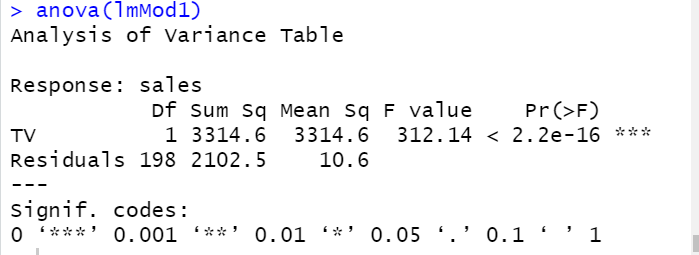 > anova(lmMod1)
Analysis of Variance Table

Response: sales
           Df Sum Sq Mean Sq F value    Pr(>F)
TV          1 3314.6  3314.6  312.14 < 2.2e-16 ***
Residuals 198 2102.5    10.6
---
Signif. codes:
0 ‘***’ 0.001 ‘**’ 0.01 ‘*’ 0.05 ‘.’ 0.1 ‘ ’ 1